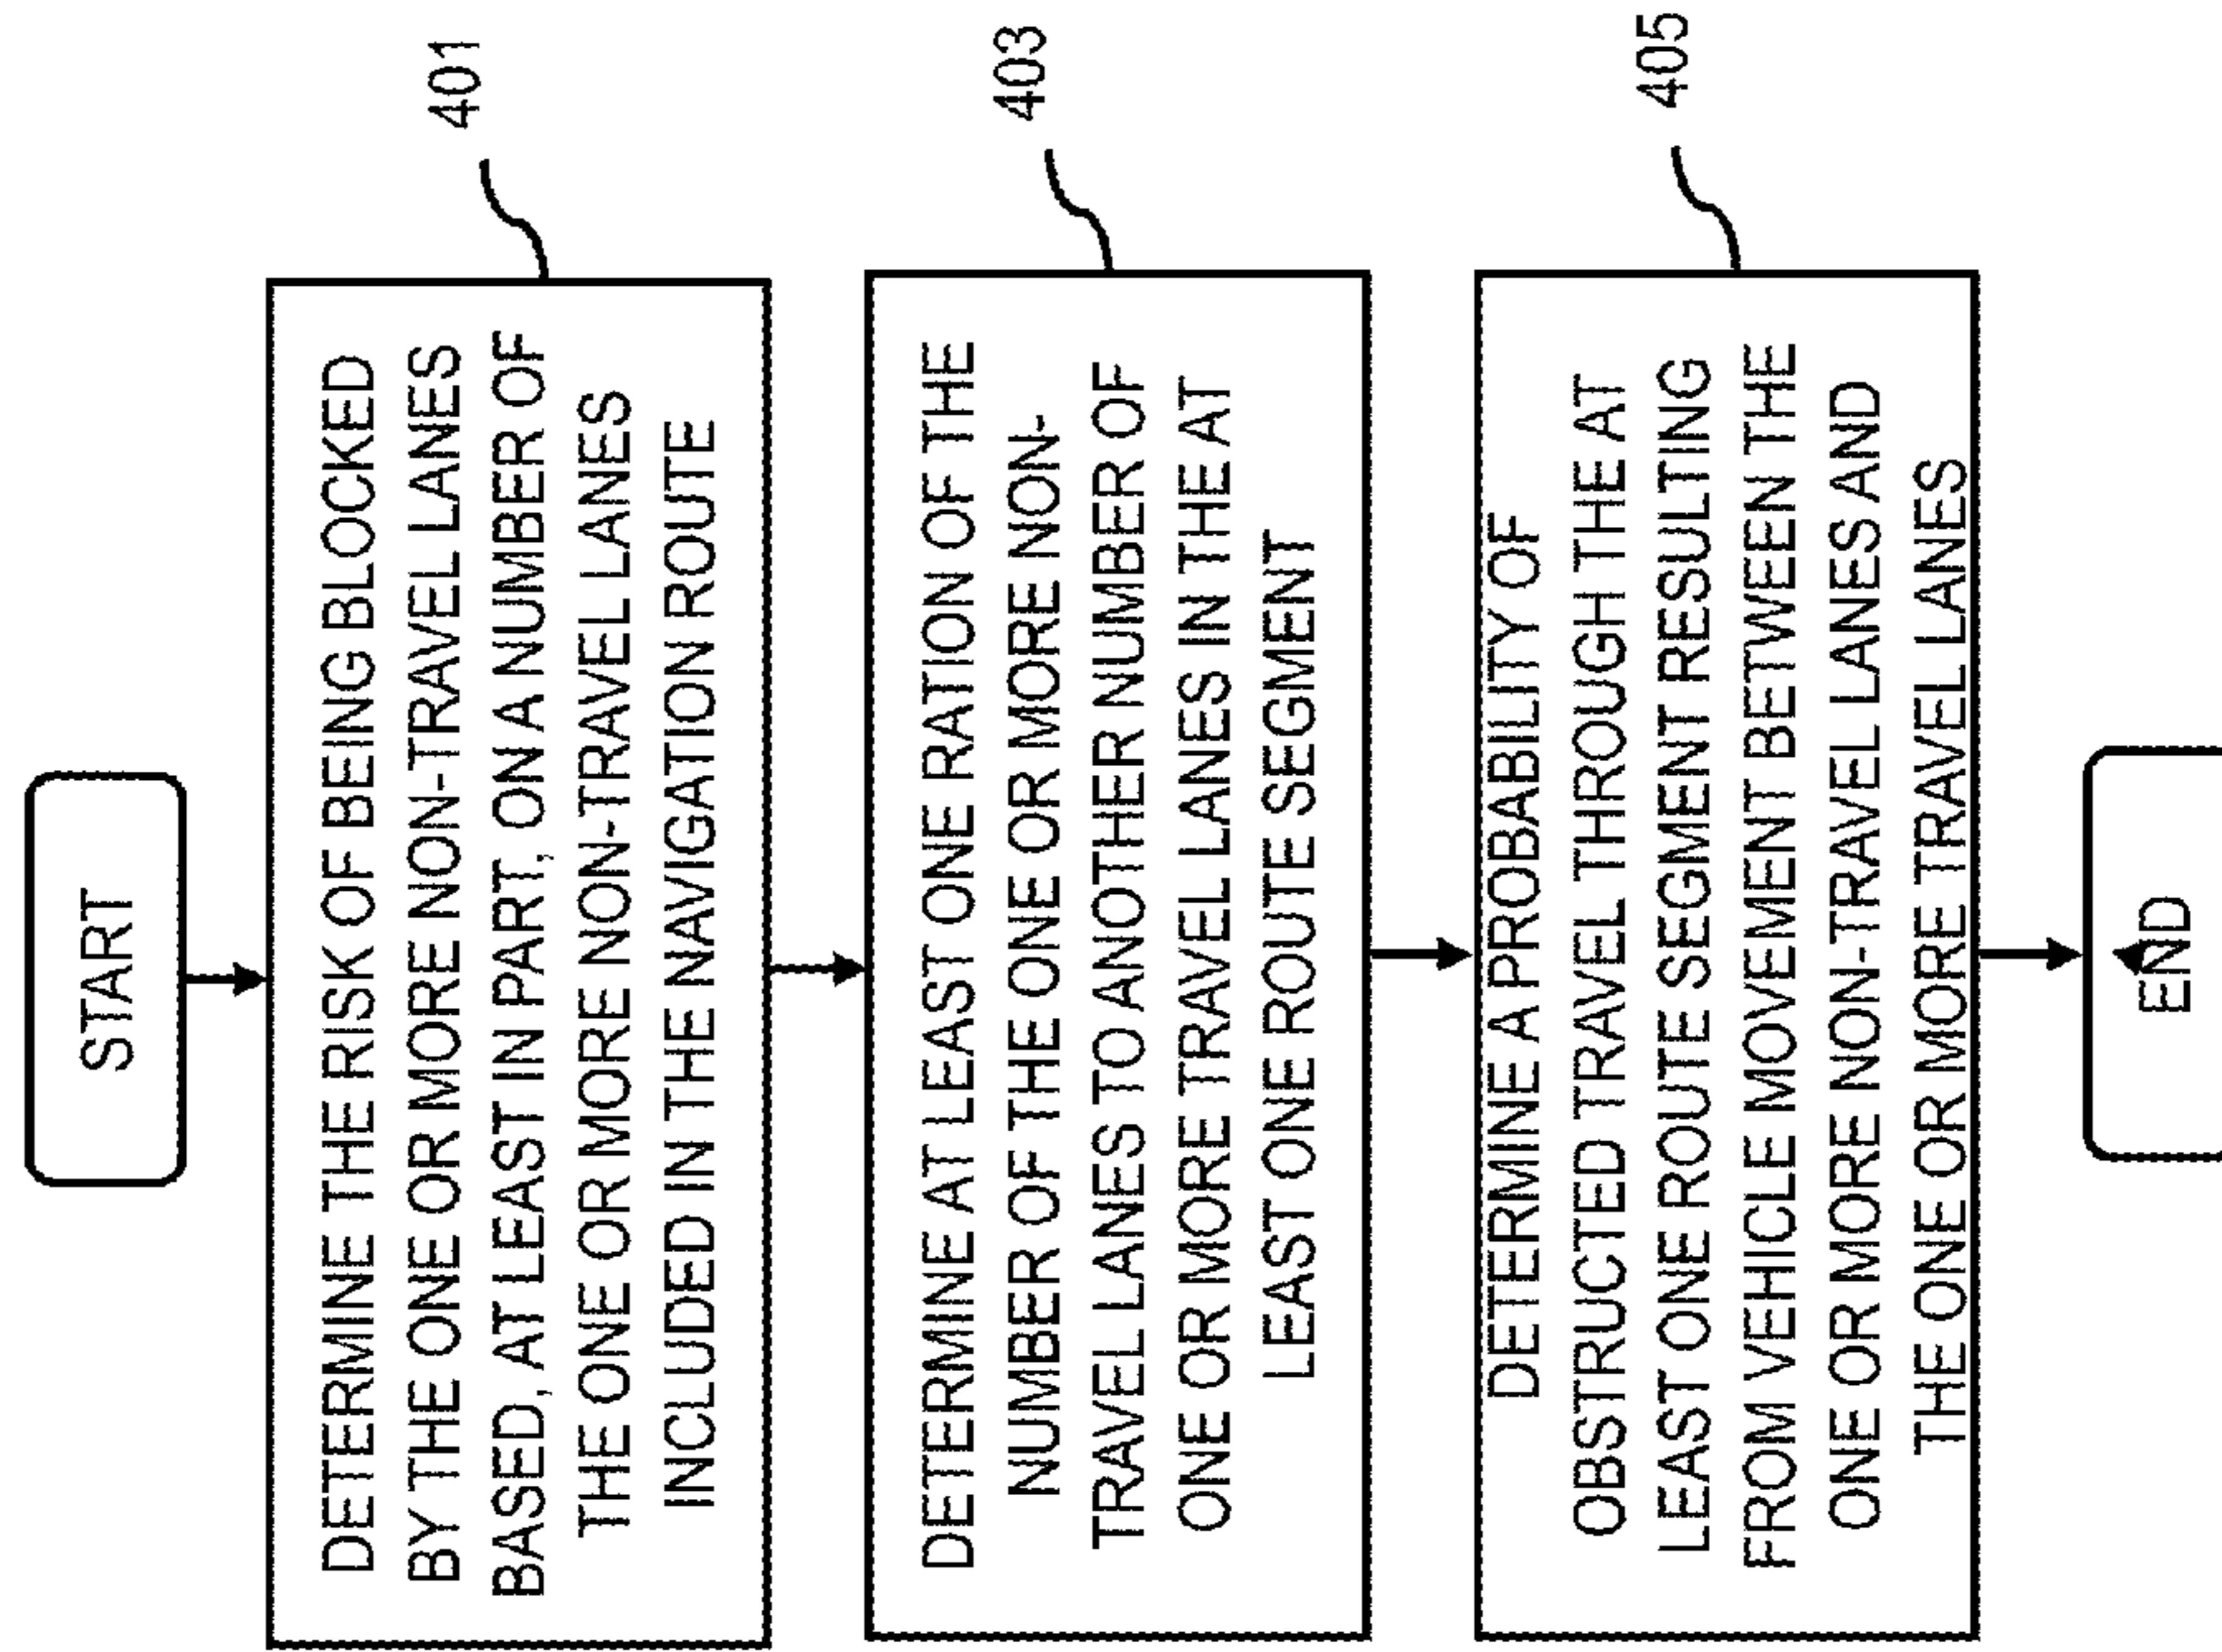 START
DETERMINE THE RISK OF BEING BLOCKED
BY THE ONE OR MORE NON-TRAVEL LANES
BASED, AT LEAST IN PART, ON A NUMBER OF
THE ONE OR MORE NON-TRAVEL LANES
INCLUDED IN THE NAVIGATION ROUTE
401
DETERMINE AT LEAST ONE RATION OF THE
NUMBER OF THE ONE OR MORE NON-
TRAVEL LANES TO ANOTHER NUMBER OF
ONE OR MORE TRAVEL LANES IN THE AT
LEAST ONE ROUTE SEGMENT
403
DETERMINE A PROBABILITY OF
OBSTRUCTED TRAVEL THROUGH THE AT
LEAST ONE ROUTE SEGMENT RESULTING
FROM VEHICLE MOVEMENT BETWEEN THE
ONE OR MORE NON-TRAVEL LANES AND
THE ONE OR MORE TRAVEL LANES
405
END